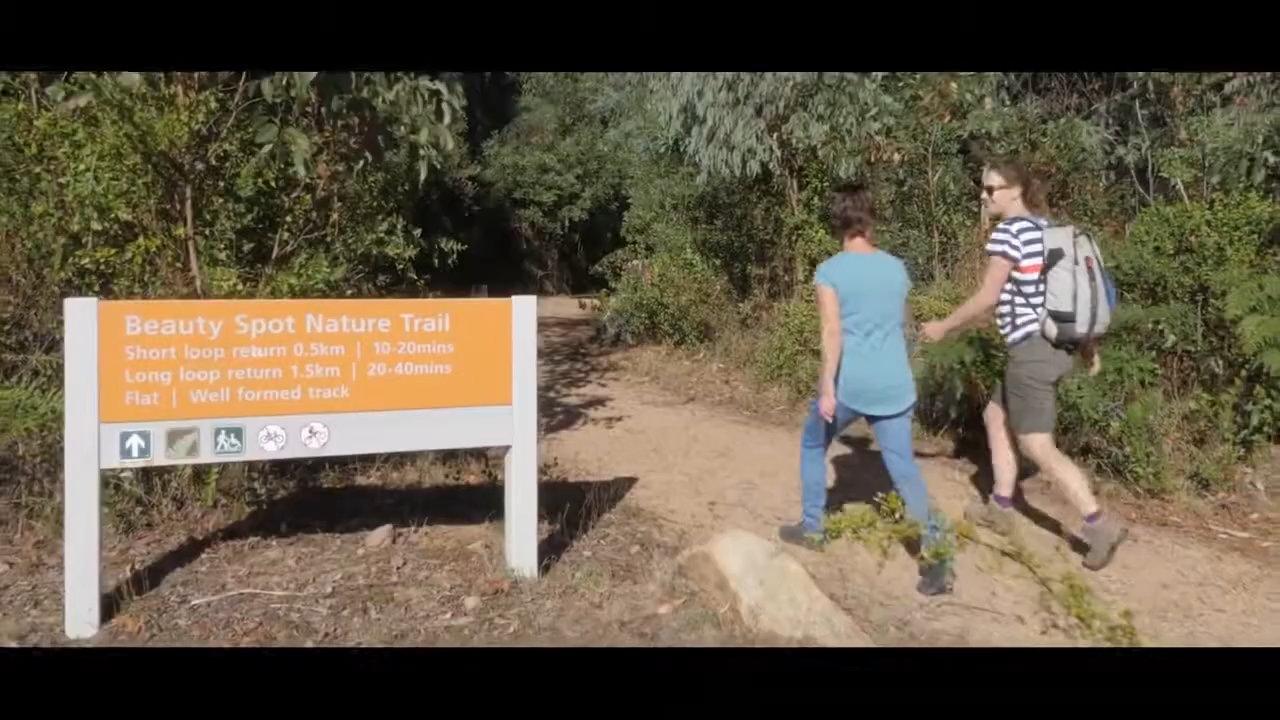 Beauty Spot Nature Trail
Short loop return 0.5km | 10-20mins
Long loop return 1.5km | 20-40mins
Flat | Well formed track